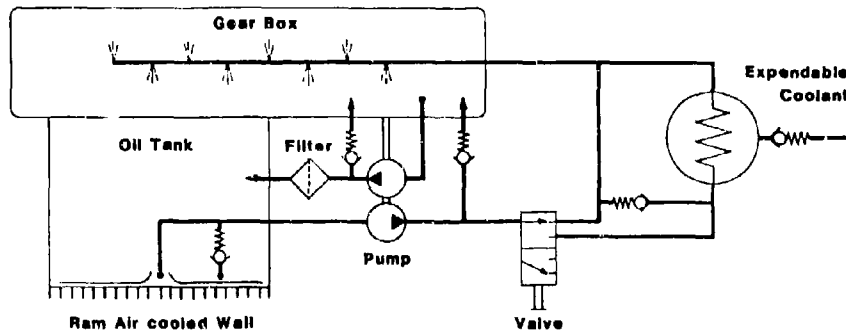 Gear Box
Expendable
Coolant
Oil Tank
Filter
Pump
Ram Air cooled Wall
Valve